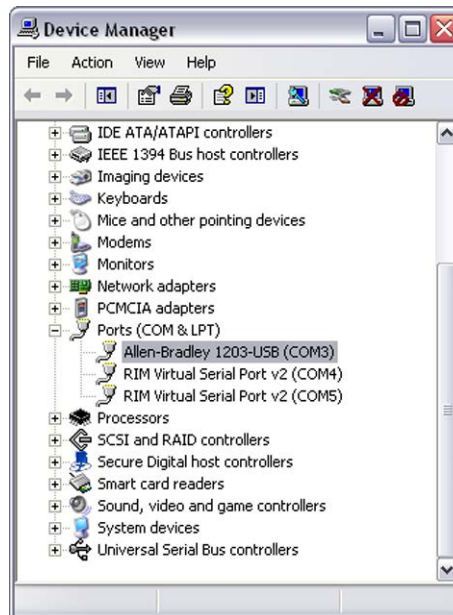 Device Manager
File Action View Help
IDE ATA/ATAPI controllers
IEEE 1394 Bus host controllers
Imaging devices
Keyboards
Mice and other pointing devices
Modems
Monitors
Network adapters
PCMCIA adapters
Ports (COM & LPT)
Allen-Bradley 1203-USB (COM3)
RIM Virtual Serial Port v2 (COM4)
RIM Virtual Serial Port v2 (COM5)
Processors
SCSI and RAID controllers
Secure Digital host controllers
Smart card readers
Sound, video and game controllers
System devices
Universal Serial Bus controllers